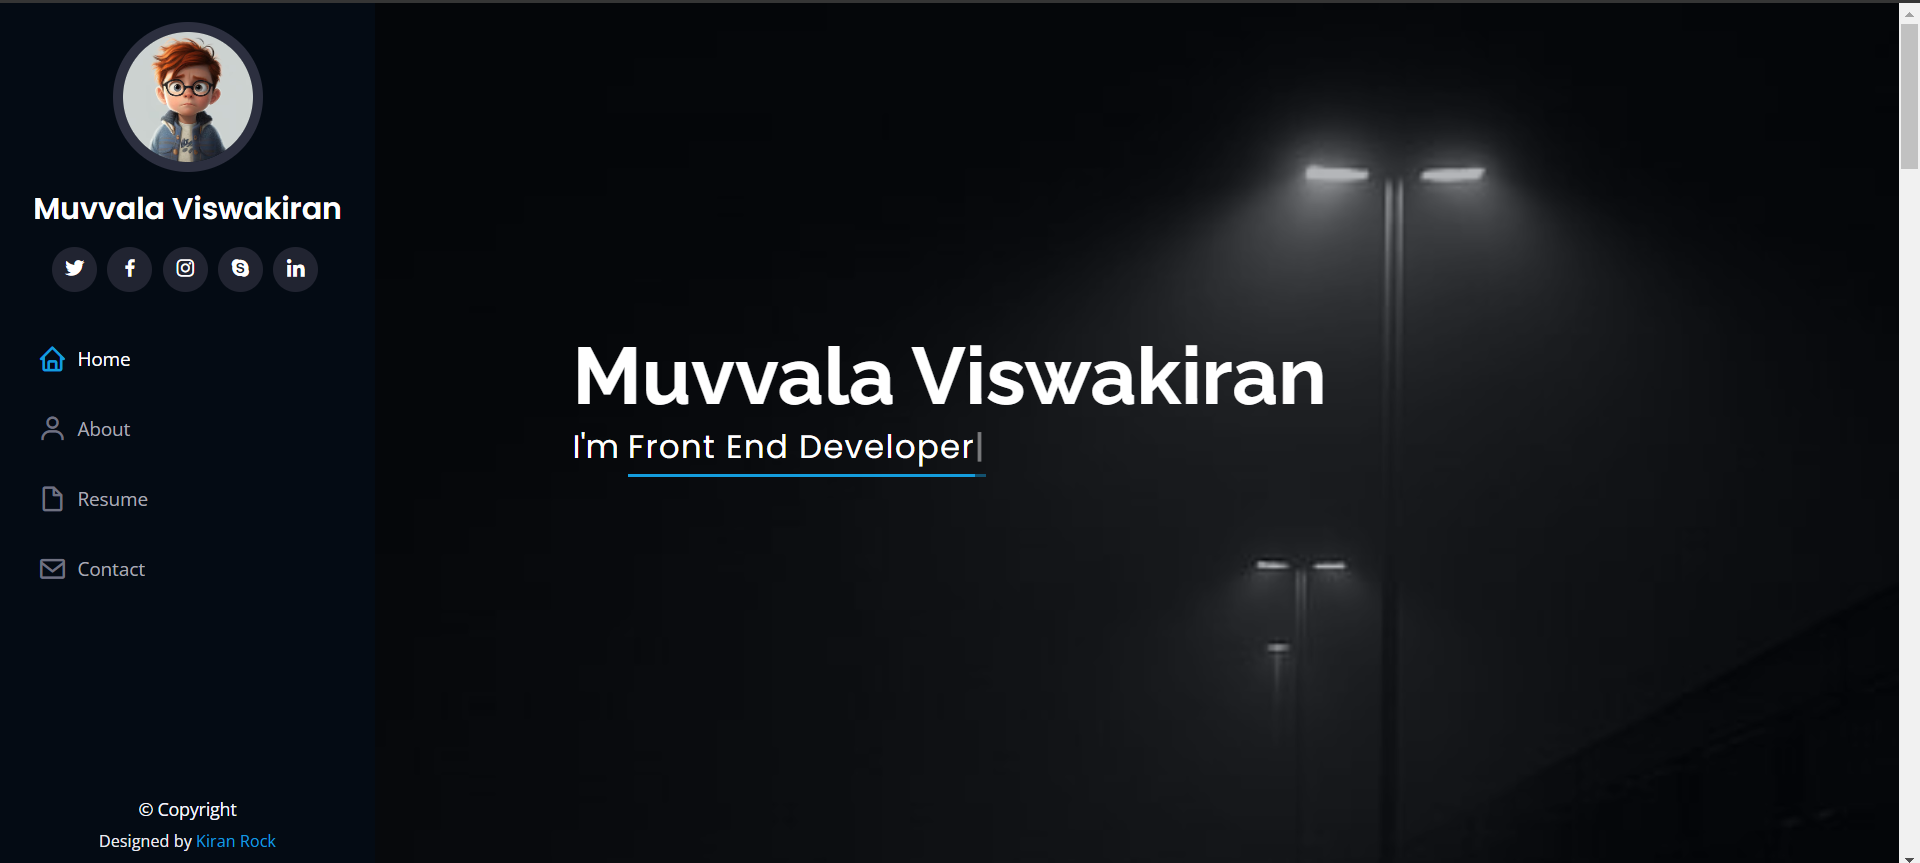 Muvvala Viswakiran
Home
About
Resume
Contact
© Copyright
Designed by Kiran Rock
Muvvala Viswakiran
I'm Front End Developer